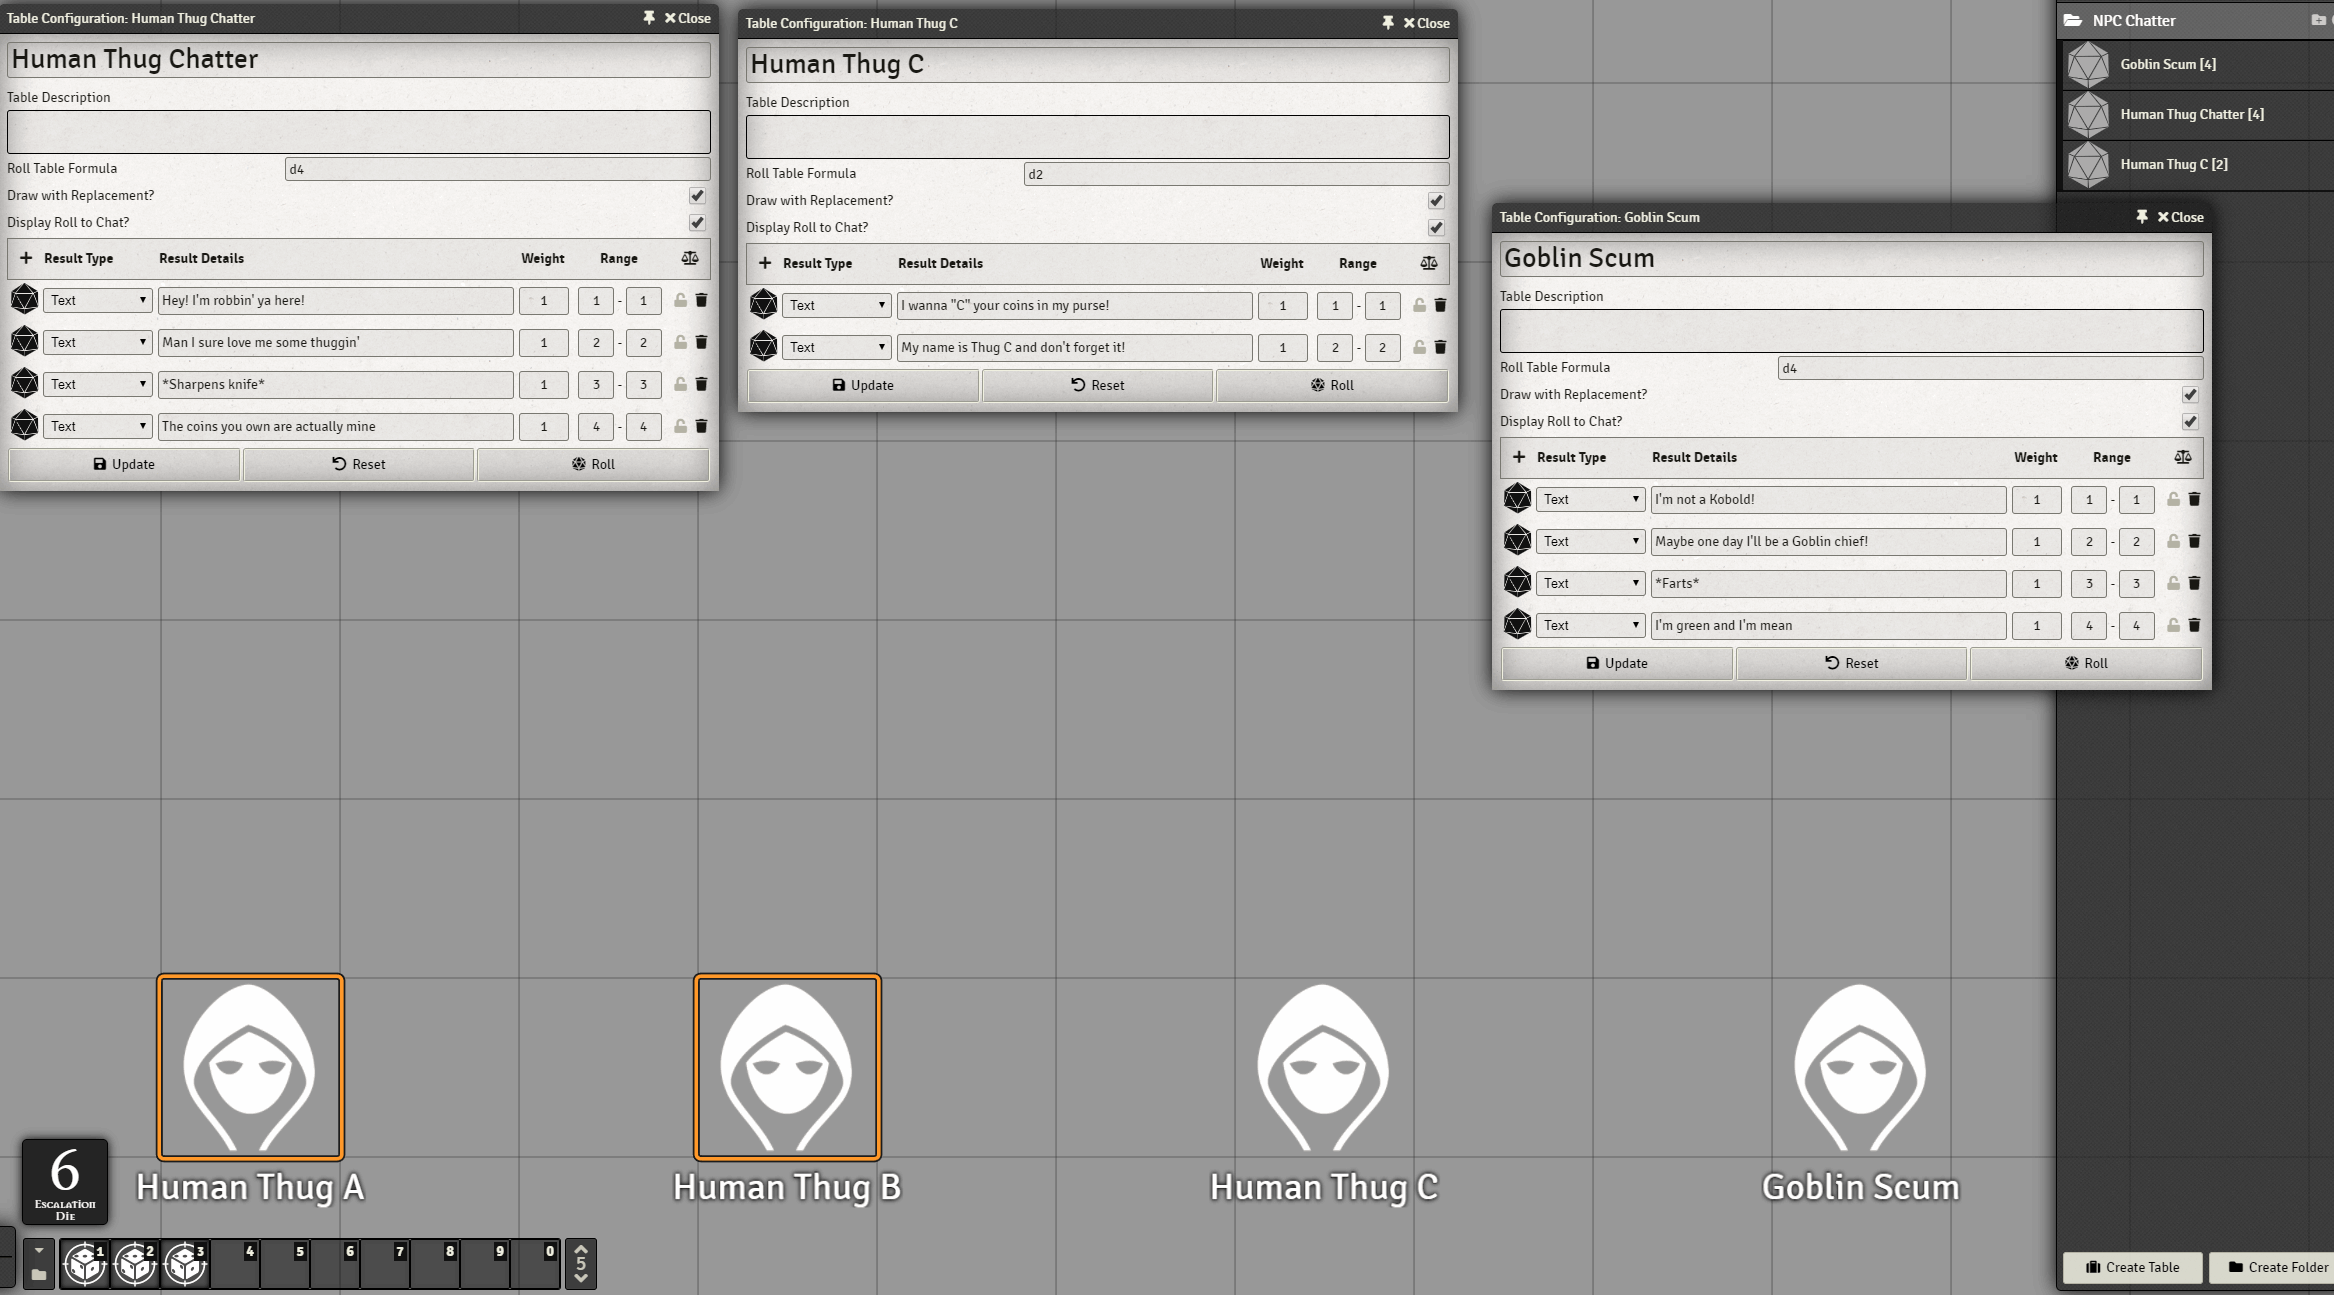 Table Configuration: Human Thug Chatter
Close
Human Thug Chatter
Table Description
Roll Table Formula
d4
Draw with Replacement?
Display Roll to Chat?
Result Type Result Details Weight Range
Text Hey! I'm robbin' ya here! 1 1 - 1
Text Man I sure love me some thuggin' 1 2 - 2
Text *Sharpens knife* 1 3 - 3
Text The coins you own are actually mine 1 4 - 4
Update Reset Roll
Table Configuration: Human Thug C
Close
Human Thug C
Table Description
Roll Table Formula
d2
Draw with Replacement?
Display Roll to Chat?
Result Type Result Details Weight Range
Text I wanna "C" your coins in my purse! 1 1 - 1
Text My name is Thug C and don't forget it! 1 2 - 2
Update Reset Roll
NPC Chatter
Goblin Scum [4]
Human Thug Chatter [4]
Human Thug C [2]
Table Configuration: Goblin Scum
Close
Goblin Scum
Table Description
Roll Table Formula
d4
Draw with Replacement?
Display Roll to Chat?
Result Type Result Details Weight Range
Text I'm not a Kobold! 1 1 - 1
Text Maybe one day I'll be a Goblin chief! 1 2 - 2
Text *Farts* 1 3 - 3
Text I'm green and I'm mean 1 4 - 4
Update Reset Roll
Human Thug A
Human Thug B
Human Thug C
Goblin Scum
6
Escalation
Die
1 2 3 4 5 6 7 8 9 0
5
Create Table
Create Folder